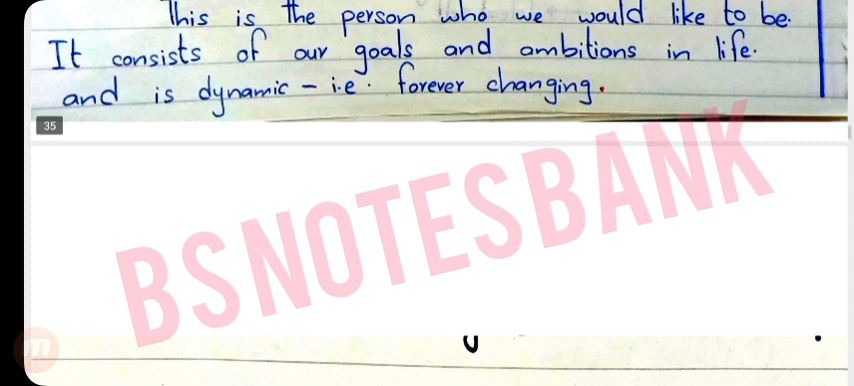 This is the person who we would like to be.
It consists of our goals and ambitions in life.
and is dynamic - i.e. forever changing.
35
BSNOTESBANK